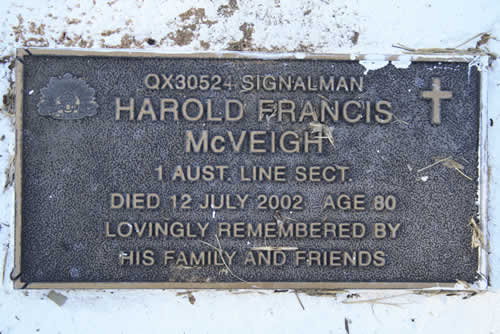 QX30524 SIGNALMAN
HAROLD FRANCIS
McVEIGH
1 AUST. LINE SECT.
DIED 12 JULY 2002 AGE 80
LOVINGLY REMEMBERED BY
HIS FAMILY AND FRIENDS